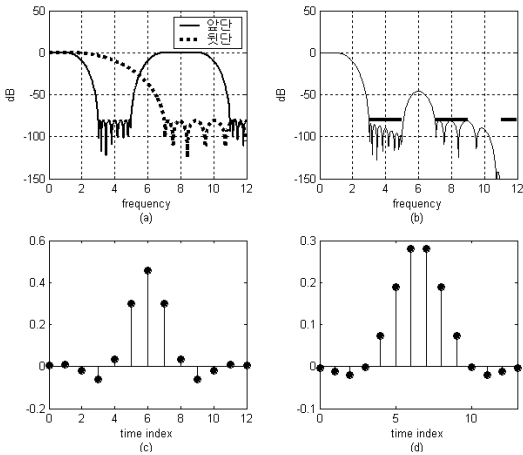 50
0
-50
-100
-150
dB
0 2 4 6 8 10 12
frequency
(a)
앞단
뒷단
50
0
-50
-100
-150
dB
0 2 4 6 8 10 12
frequency
(b)
0.6
0.4
0.2
0
-0.2
0 2 4 6 8 10 12
time index
(c)
0.3
0.2
0.1
0
-0.1
0 5 10
time index
(d)